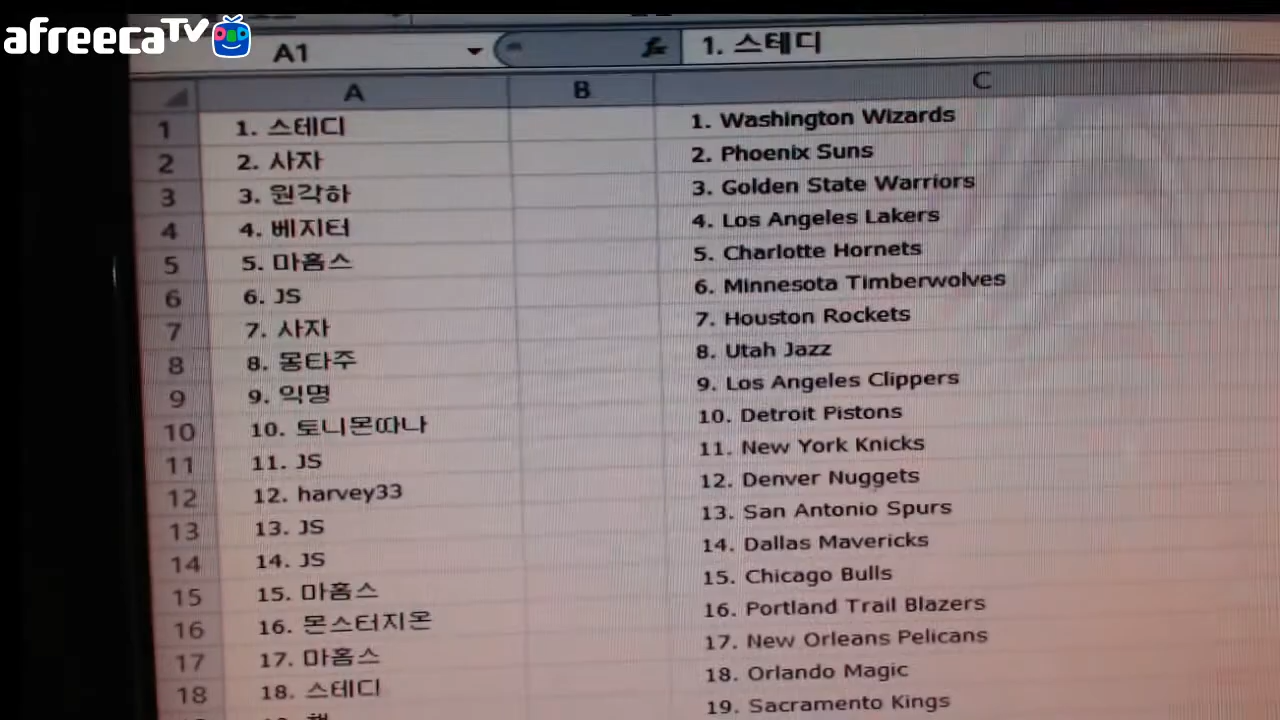 afreecaTV
A1 fx 1. 스테디
A B C
1 1. 스테디 1. Washington Wizards
2 2. 사자 2. Phoenix Suns
3 3. 원각하 3. Golden State Warriors
4 4. 베지터 4. Los Angeles Lakers
5 5. 마홈스 5. Charlotte Hornets
6 6. JS 6. Minnesota Timberwolves
7 7. 사자 7. Houston Rockets
8 8. 몽타주 8. Utah Jazz
9 9. 익명 9. Los Angeles Clippers
10 10. 토니몬따나 10. Detroit Pistons
11 11. JS 11. New York Knicks
12 12. harvey33 12. Denver Nuggets
13 13. JS 13. San Antonio Spurs
14 14. JS 14. Dallas Mavericks
15 15. 마홈스 15. Chicago Bulls
16 16. 몬스터지온 16. Portland Trail Blazers
17 17. 마홈스 17. New Orleans Pelicans
18 18. 스테디 18. Orlando Magic
19. Sacramento Kings